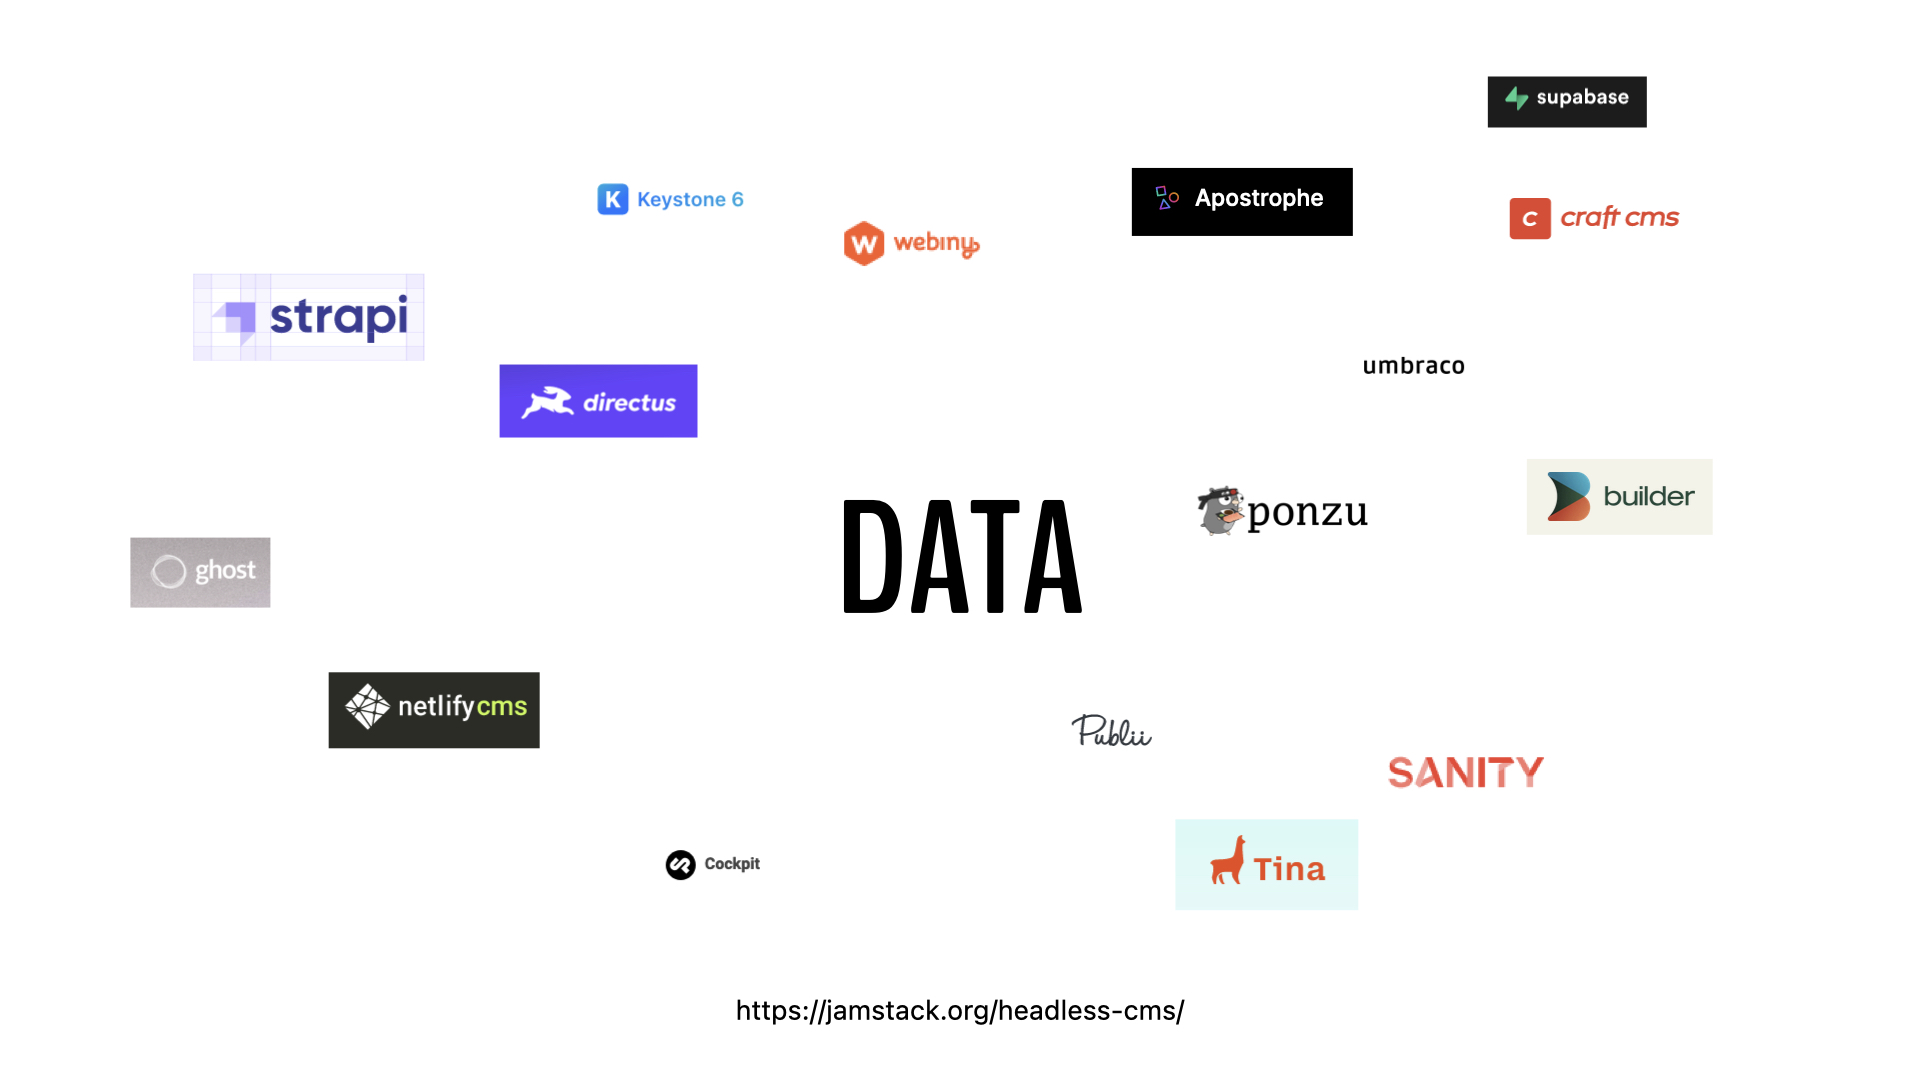 supabase
Keystone 6
Apostrophe
craft cms
webiny
strapi
umbraco
directus
builder
ponzu
DATA
ghost
netlifycms
Publii
SANITY
Cockpit
Tina
https://jamstack.org/headless-cms/